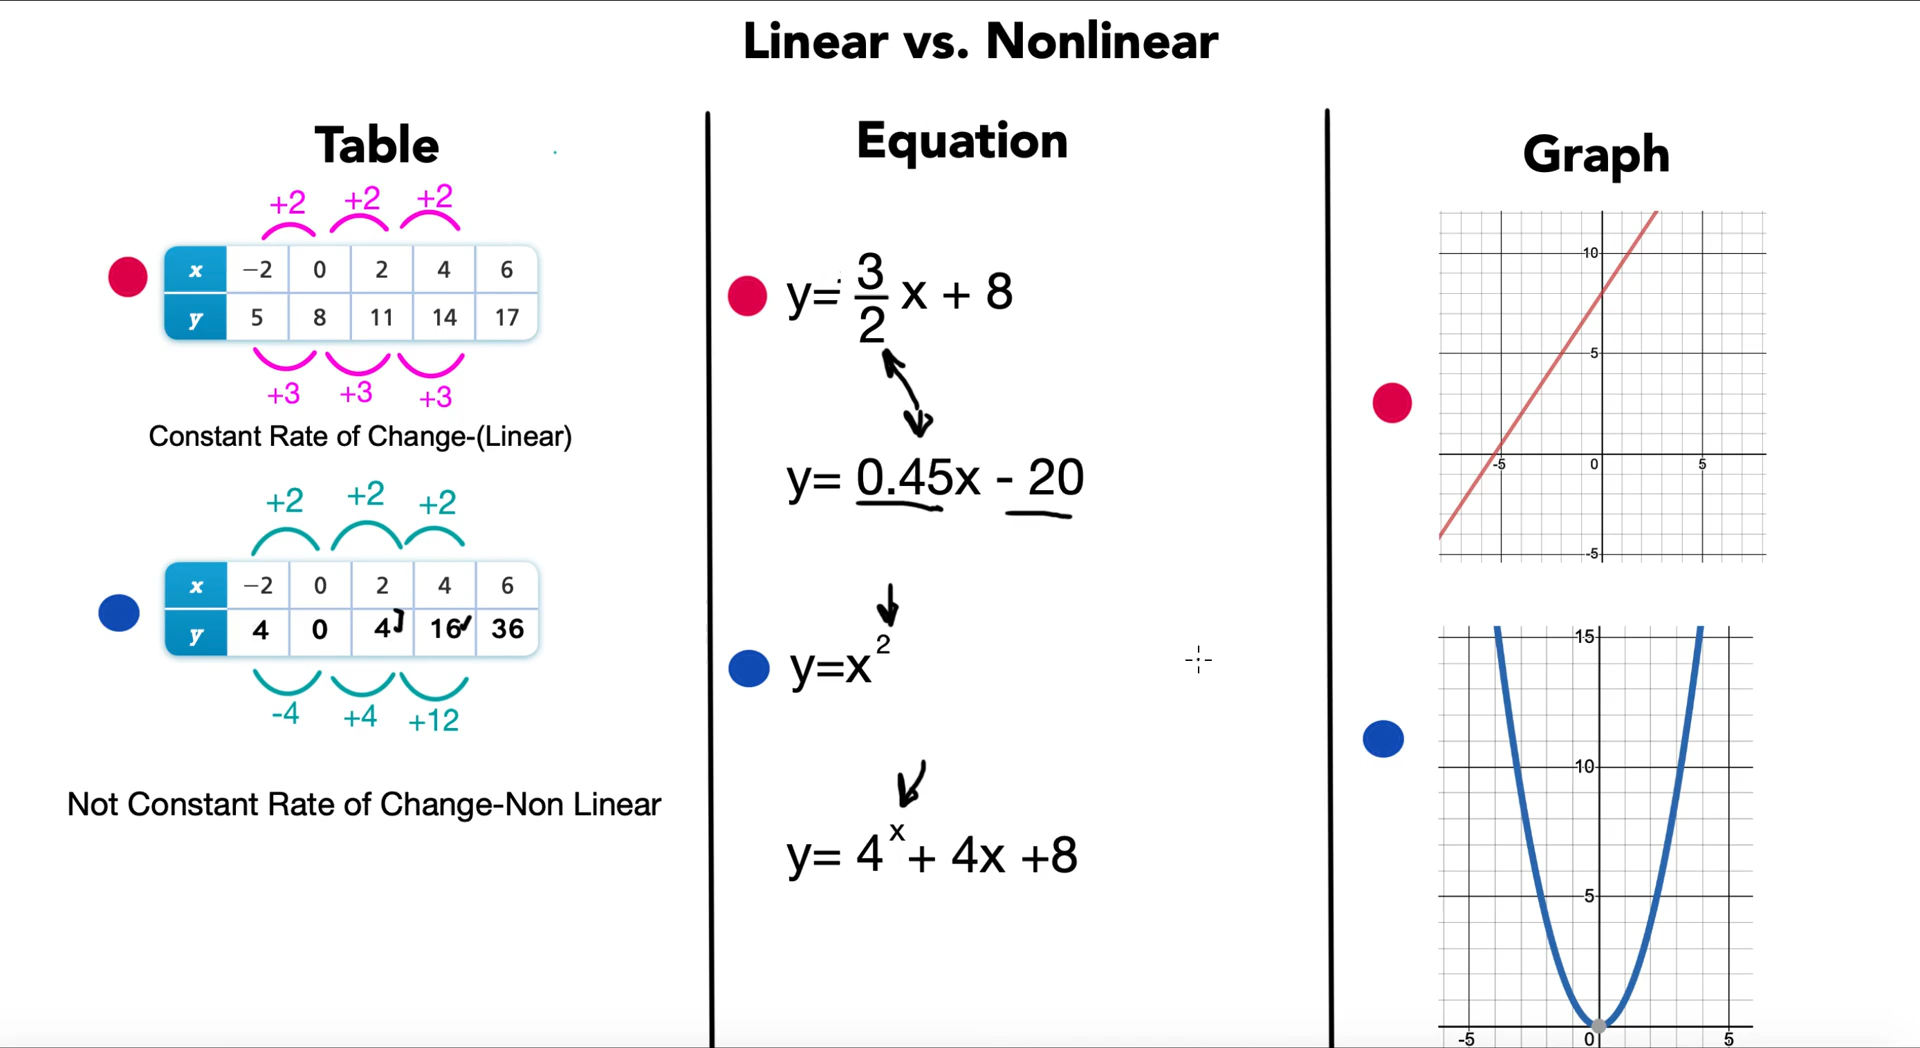 Linear vs. Nonlinear
Table
+2 +2 +2
x −2 0 2 4 6
y 5 8 11 14 17
+3 +3 +3
Constant Rate of Change-(Linear)
+2 +2 +2
x −2 0 2 4 6
y 4 0 4 16 36
-4 +4 +12
Not Constant Rate of Change-Non Linear
Equation
y= 3/2 x + 8
y= 0.45x - 20
y=x²
y= 4ˣ+ 4x +8
Graph
10
5
-5 0 5
-5
15
10
5
-5 0 5